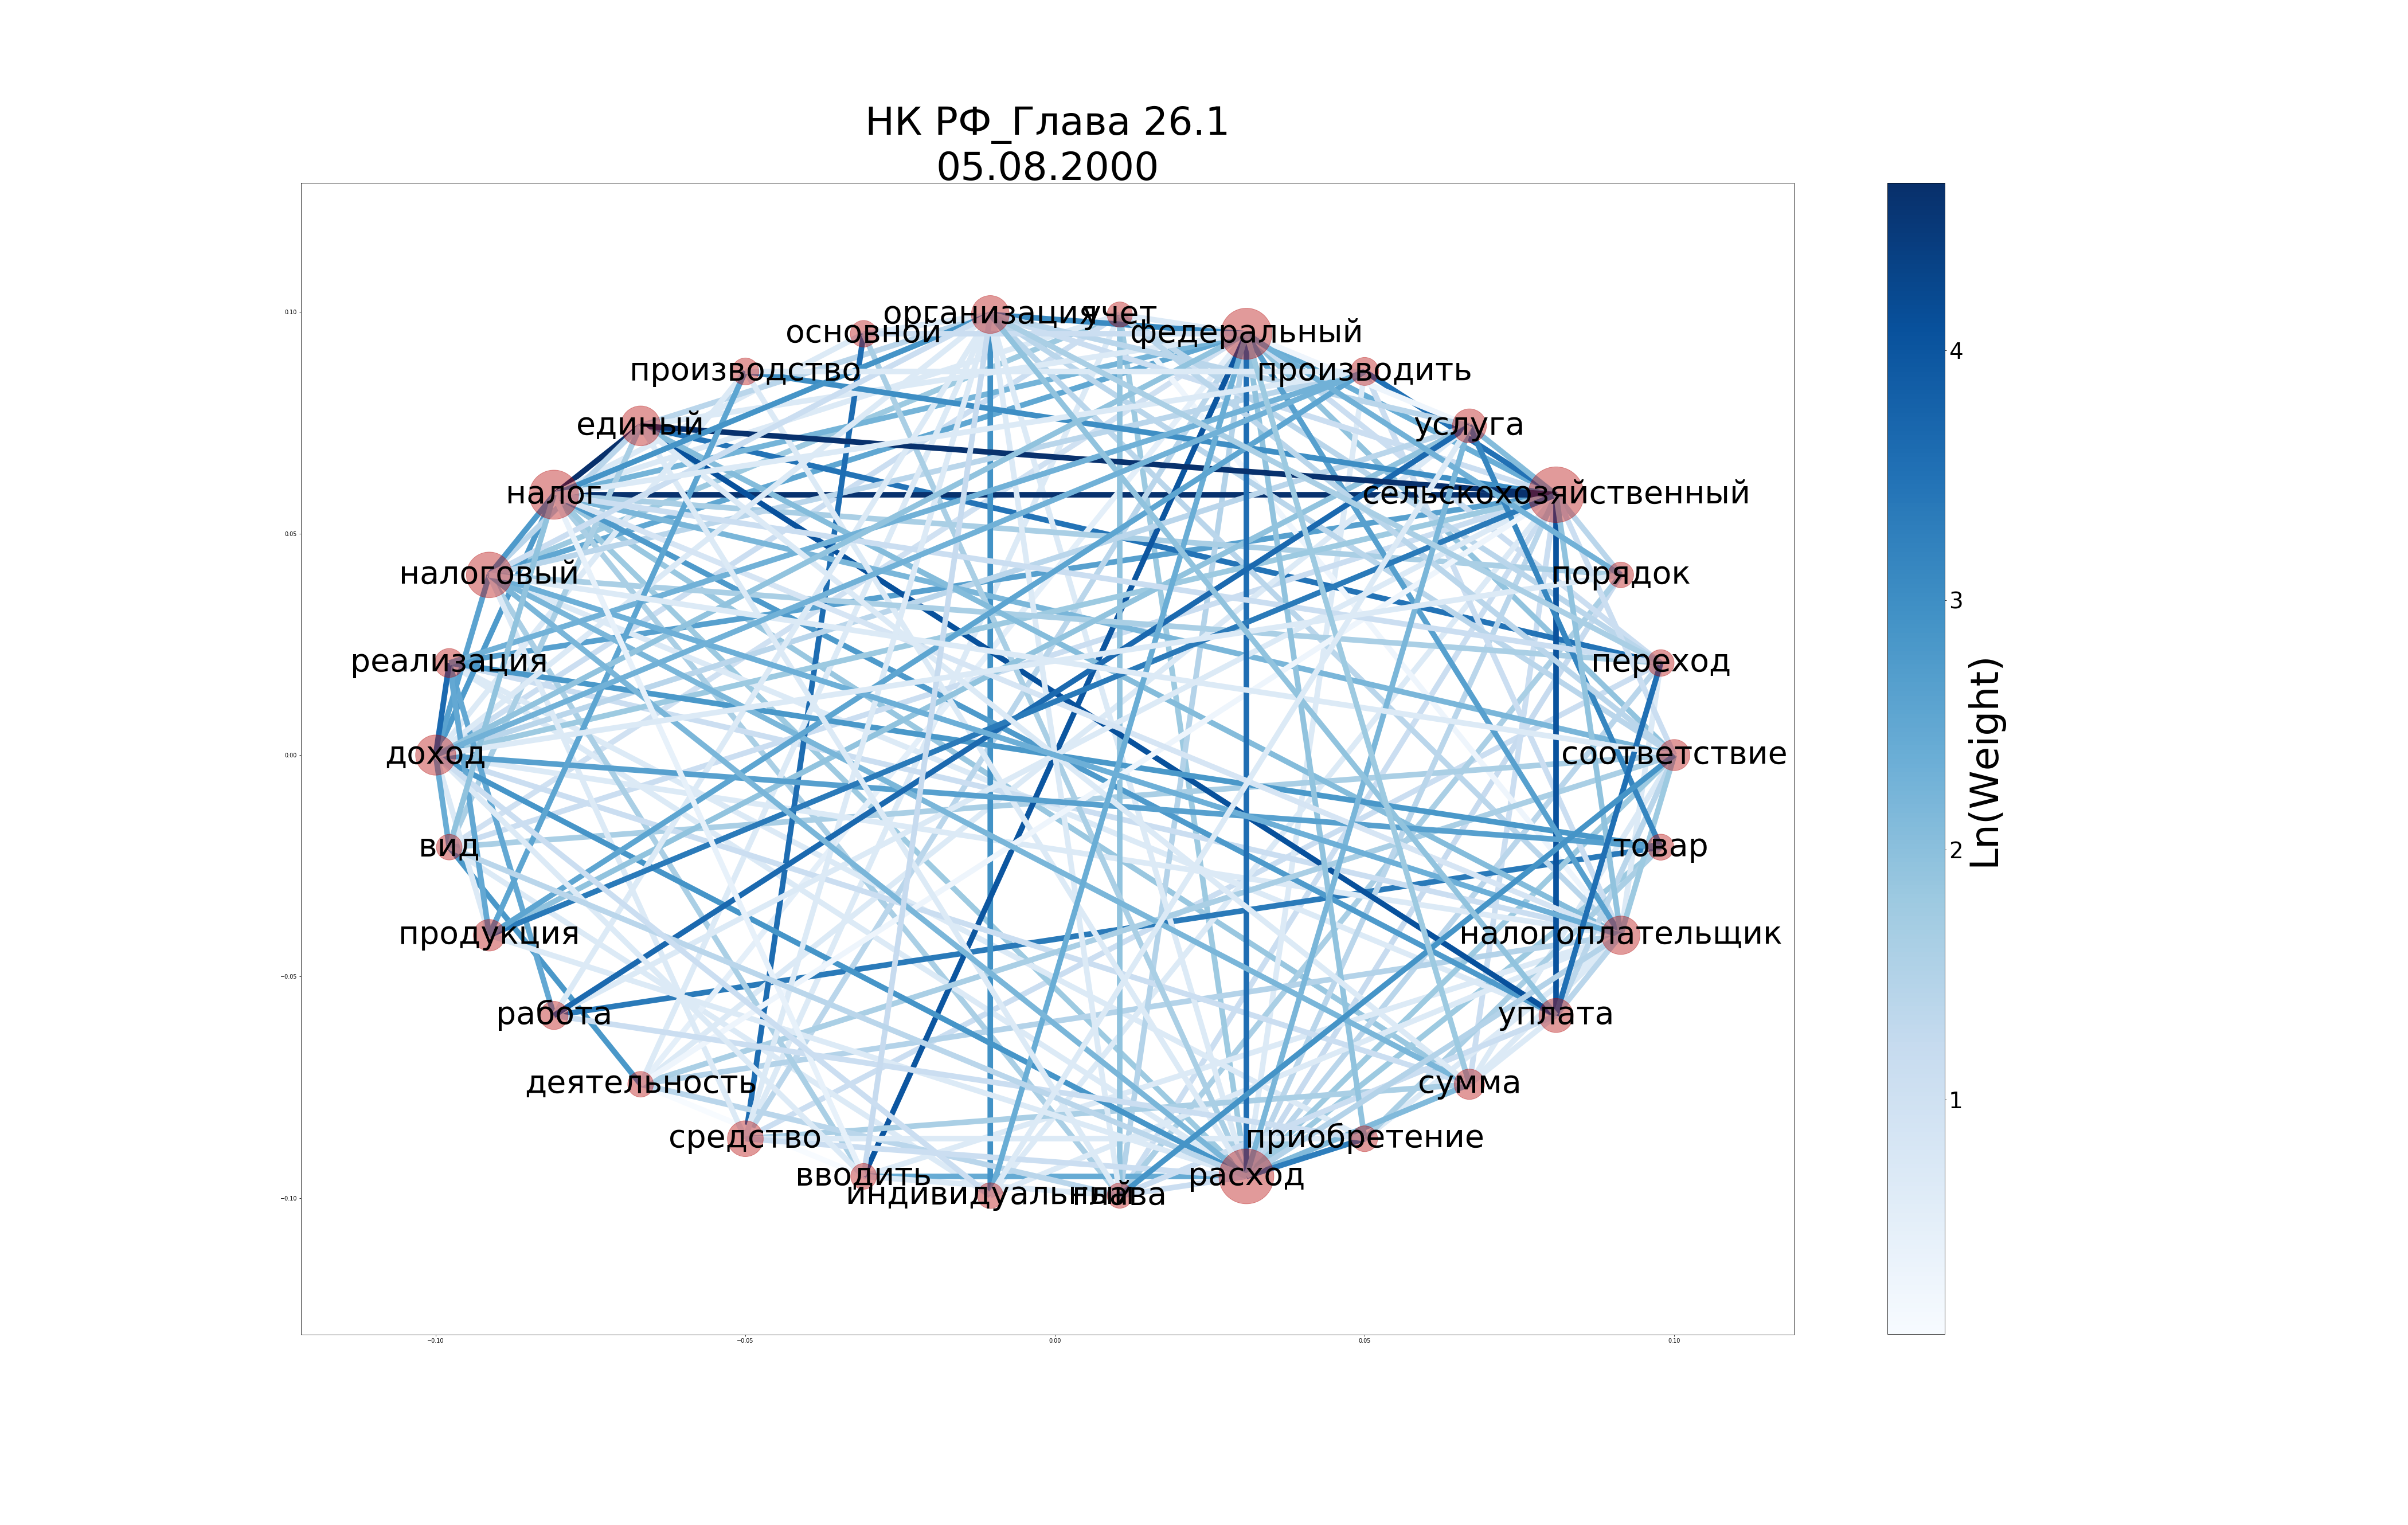 НК РФ_Глава 26.1
05.08.2000
организация
учет
основной
федеральный
производство
производить
единый
услуга
налог
сельскохозяйственный
налоговый
порядок
реализация
переход
доход
соответствие
вид
товар
продукция
налогоплательщик
работа
уплата
деятельность
сумма
средство
приобретение
вводить
расход
индивидуальный
глава
0.10
0.05
0.00
−0.05
−0.10
−0.10
−0.05
0.00
0.05
0.10
4
3
2
1
Ln(Weight)